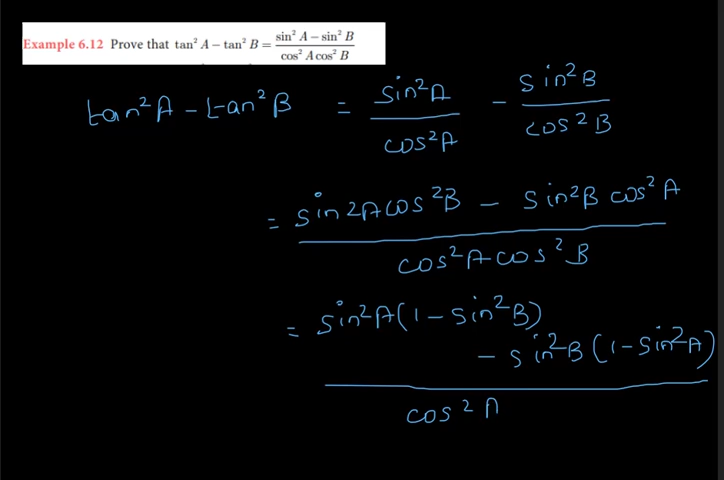 Example 6.12 Prove that tan² A − tan² B = (sin² A − sin² B)/(cos² A cos² B)
tan²A − tan²B = sin²A/cos²A − sin²B/cos²B
= (sin2A cos²B − sin²B cos²A)/(cos²A cos²B)
= sin²A(1 − sin²B)
− sin²B(1 − sin²A)
cos²A